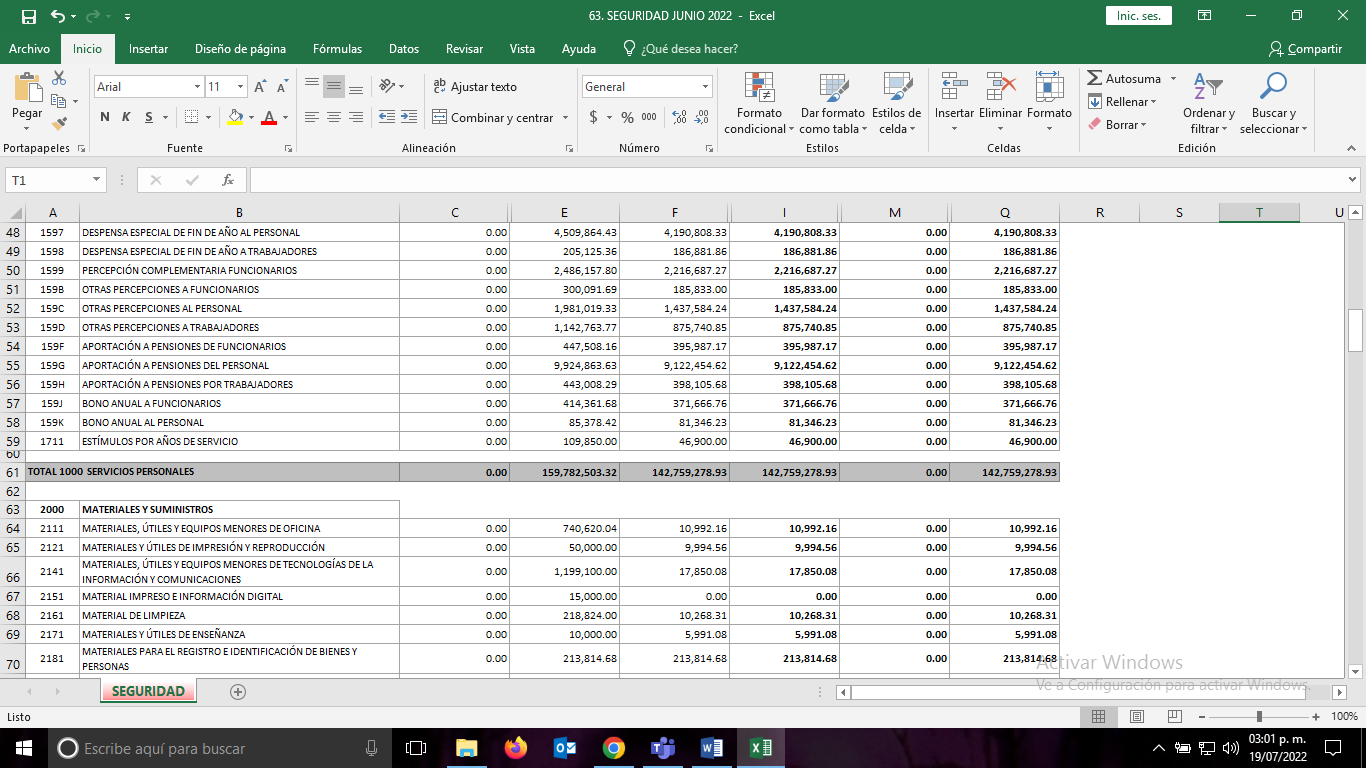 63. SEGURIDAD JUNIO 2022 - Excel
Inic. ses.
Archivo Inicio Insertar Diseño de página Fórmulas Datos Revisar Vista Ayuda ¿Qué desea hacer? Compartir
Pegar
Arial 11
Ajustar texto
General
Formato condicional
Dar formato como tabla
Estilos de celda
Insertar Eliminar Formato
Autosuma
Rellenar
Borrar
Ordenar y filtrar
Buscar y seleccionar
N K S
Combinar y centrar
$ % 000
Portapapeles Fuente Alineación Número Estilos Celdas Edición
T1 fx
A B C E F I M Q R S T U
48 1597 DESPENSA ESPECIAL DE FIN DE AÑO AL PERSONAL 0.00 4,509,864.43 4,190,808.33 4,190,808.33 0.00 4,190,808.33
49 1598 DESPENSA ESPECIAL DE FIN DE AÑO A TRABAJADORES 0.00 205,125.36 186,881.86 186,881.86 0.00 186,881.86
50 1599 PERCEPCIÓN COMPLEMENTARIA FUNCIONARIOS 0.00 2,486,157.80 2,216,687.27 2,216,687.27 0.00 2,216,687.27
51 159B OTRAS PERCEPCIONES A FUNCIONARIOS 0.00 300,091.69 185,833.00 185,833.00 0.00 185,833.00
52 159C OTRAS PERCEPCIONES AL PERSONAL 0.00 1,981,019.33 1,437,584.24 1,437,584.24 0.00 1,437,584.24
53 159D OTRAS PERCEPCIONES A TRABAJADORES 0.00 1,142,763.77 875,740.85 875,740.85 0.00 875,740.85
54 159F APORTACIÓN A PENSIONES DE FUNCIONARIOS 0.00 447,508.16 395,987.17 395,987.17 0.00 395,987.17
55 159G APORTACIÓN A PENSIONES DEL PERSONAL 0.00 9,924,863.63 9,122,454.62 9,122,454.62 0.00 9,122,454.62
56 159H APORTACIÓN A PENSIONES POR TRABAJADORES 0.00 443,008.29 398,105.68 398,105.68 0.00 398,105.68
57 159J BONO ANUAL A FUNCIONARIOS 0.00 414,361.68 371,666.76 371,666.76 0.00 371,666.76
58 159K BONO ANUAL AL PERSONAL 0.00 85,378.42 81,346.23 81,346.23 0.00 81,346.23
59 1711 ESTÍMULOS POR AÑOS DE SERVICIO 0.00 109,850.00 46,900.00 46,900.00 0.00 46,900.00
60
61 TOTAL 1000 SERVICIOS PERSONALES 0.00 159,782,503.32 142,759,278.93 142,759,278.93 0.00 142,759,278.93
62
63 2000 MATERIALES Y SUMINISTROS
64 2111 MATERIALES, ÚTILES Y EQUIPOS MENORES DE OFICINA 0.00 740,620.04 10,992.16 10,992.16 0.00 10,992.16
65 2121 MATERIALES Y ÚTILES DE IMPRESIÓN Y REPRODUCCIÓN 0.00 50,000.00 9,994.56 9,994.56 0.00 9,994.56
66 2141 MATERIALES, ÚTILES Y EQUIPOS MENORES DE TECNOLOGÍAS DE LA
INFORMACIÓN Y COMUNICACIONES 0.00 1,199,100.00 17,850.08 17,850.08 0.00 17,850.08
67 2151 MATERIAL IMPRESO E INFORMACIÓN DIGITAL 0.00 15,000.00 0.00 0.00 0.00 0.00
68 2161 MATERIAL DE LIMPIEZA 0.00 218,824.00 10,268.31 10,268.31 0.00 10,268.31
69 2171 MATERIALES Y ÚTILES DE ENSEÑANZA 0.00 10,000.00 5,991.08 5,991.08 0.00 5,991.08
70 2181 MATERIALES PARA EL REGISTRO E IDENTIFICACIÓN DE BIENES Y
PERSONAS 0.00 213,814.68 213,814.68 213,814.68 0.00 213,814.68
Activar Windows
Ve a Configuración para activar Windows.
SEGURIDAD
Listo 100%
Escribe aquí para buscar
03:01 p. m.
19/07/2022